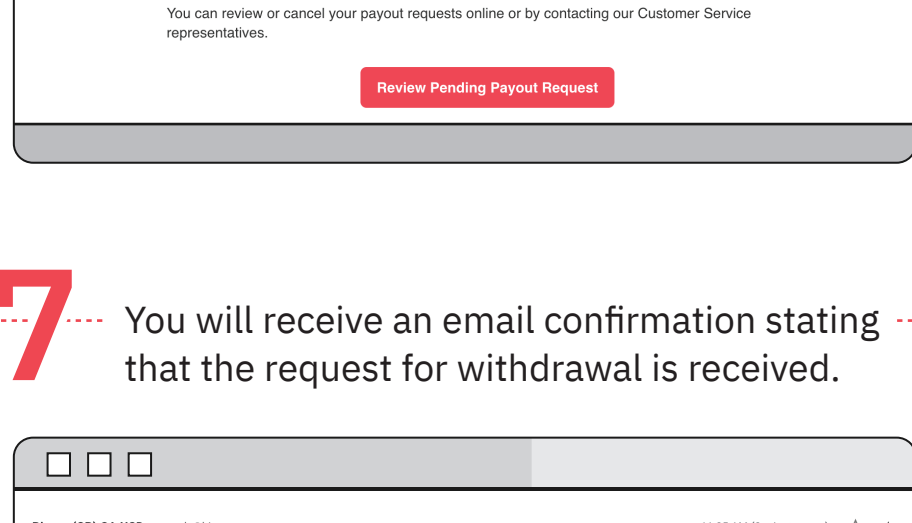 You can review or cancel your payout requests online or by contacting our Customer Service
representatives.
Review Pending Payout Request
7
You will receive an email confirmation stating
that the request for withdrawal is received.